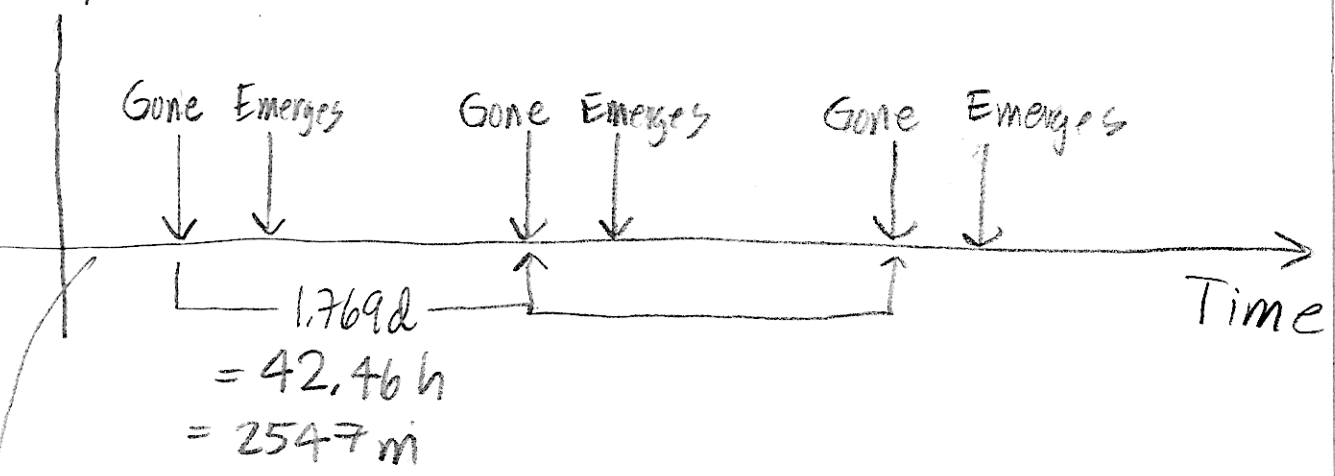 Gone Emerges Gone Emerges Gone Emerges
1.769d
= 42.46 h
= 2547 m
Time